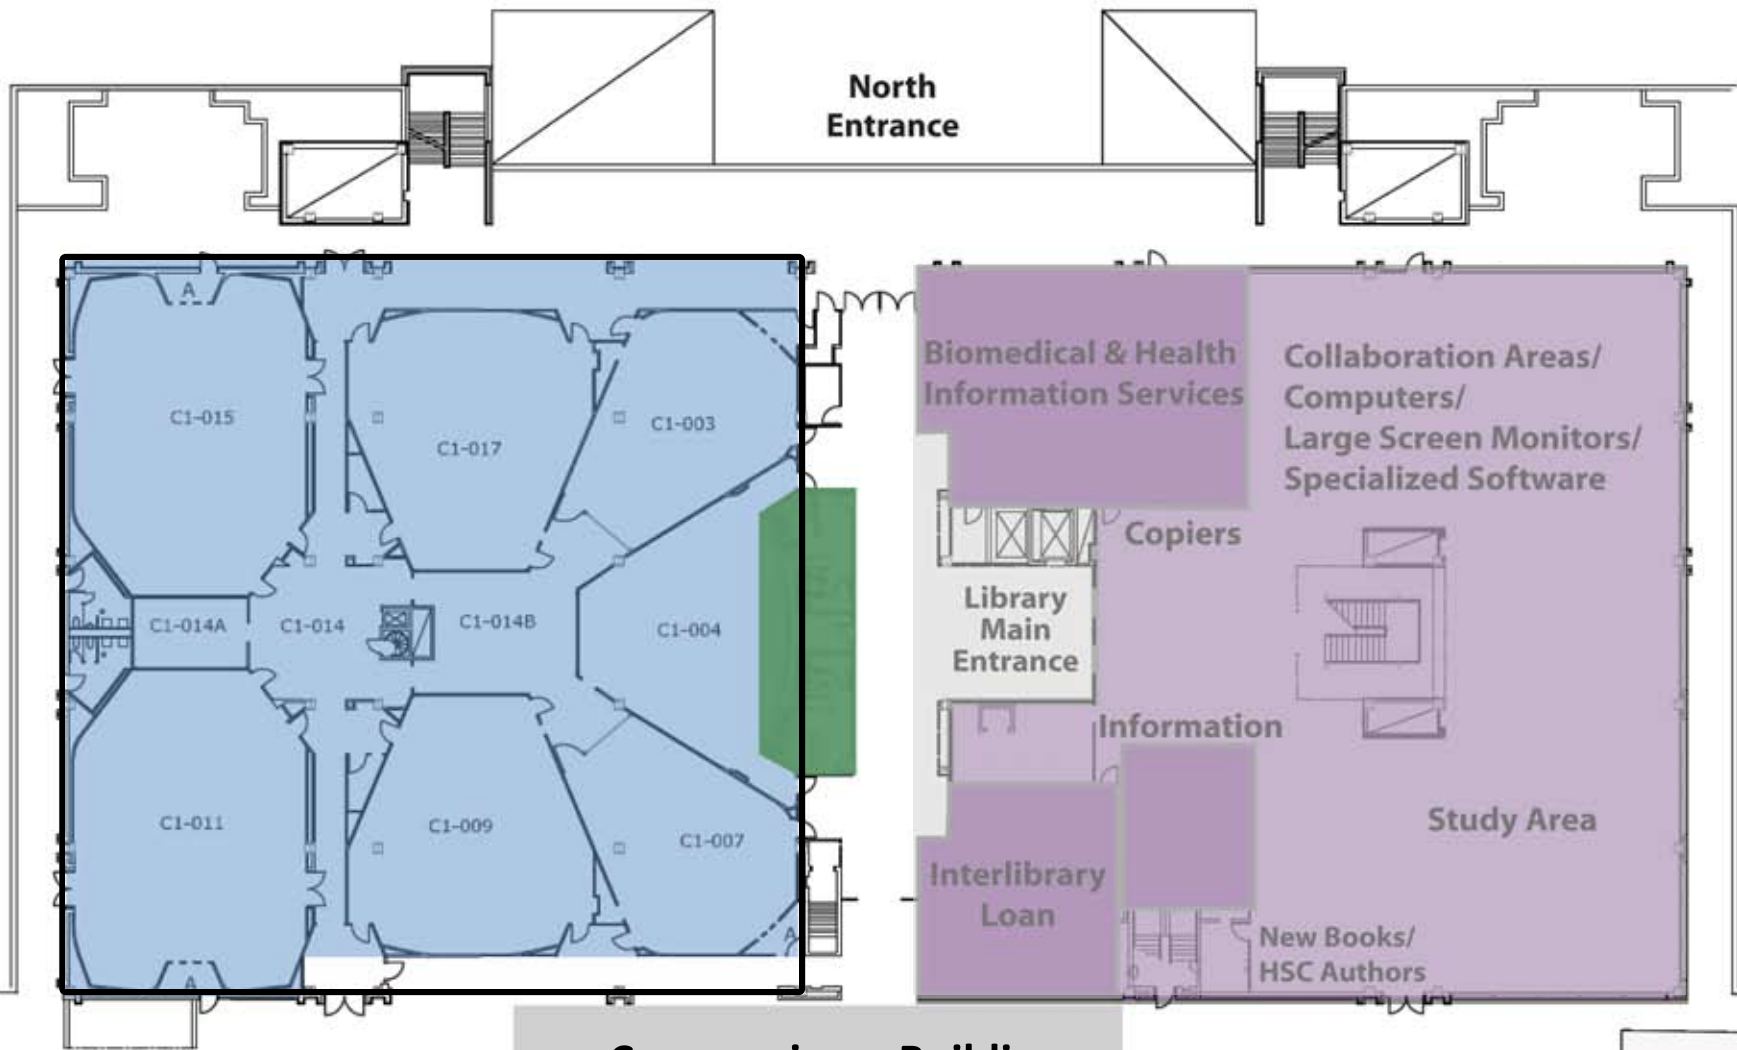 North
Entrance
A
C1-015
C1-017
C1-003
Biomedical & Health
Information Services
Collaboration Areas/
Computers/
Large Screen Monitors/
Specialized Software
Copiers
C1-014A
C1-014
C1-014B
C1-004
Library
Main
Entrance
Information
C1-011
C1-009
C1-007
Study Area
Interlibrary
Loan
A
A
New Books/
HSC Authors